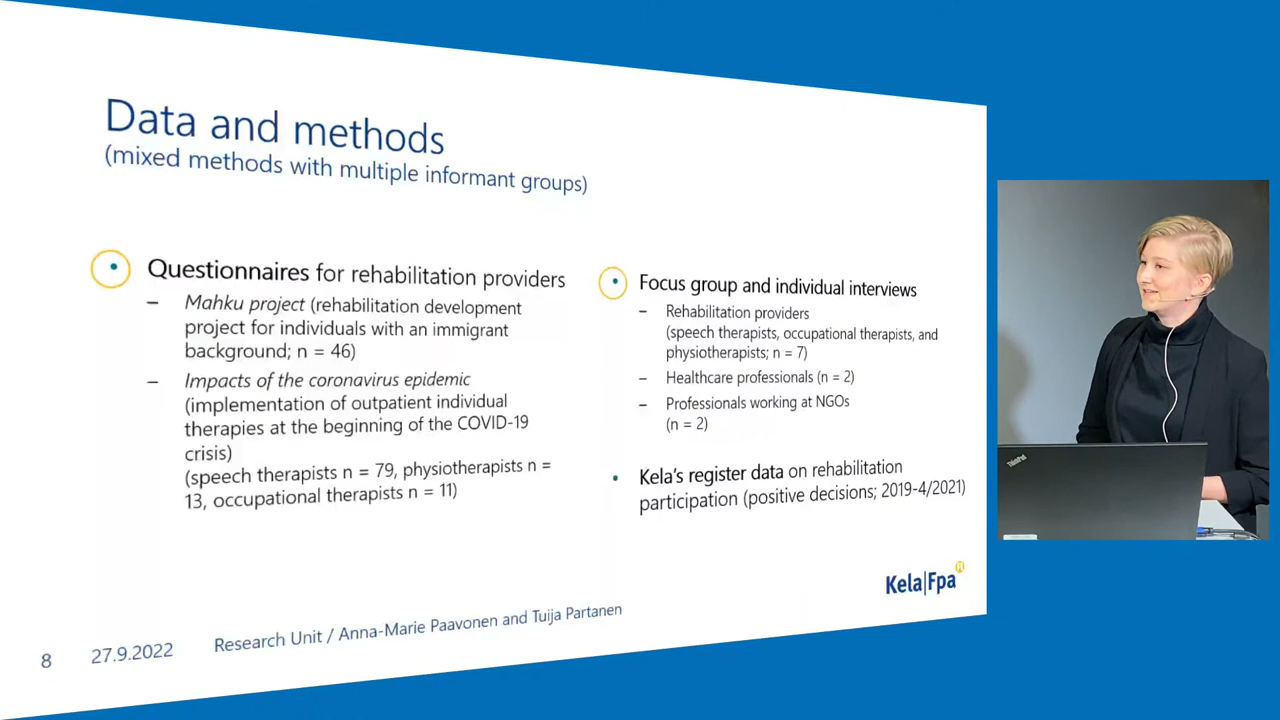 Data and methods
(mixed methods with multiple informant groups)
• Questionnaires for rehabilitation providers
– Mahku project (rehabilitation development
project for individuals with an immigrant
background; n = 46)
– Impacts of the coronavirus epidemic
(implementation of outpatient individual
therapies at the beginning of the COVID-19
crisis)
(speech therapists n = 79, physiotherapists n =
13, occupational therapists n = 11)
• Focus group and individual interviews
– Rehabilitation providers
(speech therapists, occupational therapists, and
physiotherapists; n = 7)
– Healthcare professionals (n = 2)
– Professionals working at NGOs
(n = 2)
• Kela's register data on rehabilitation
participation (positive decisions; 2019-4/2021)
Kela|Fpa
8 27.9.2022 Research Unit / Anna-Marie Paavonen and Tuija Partanen
ThinkPad